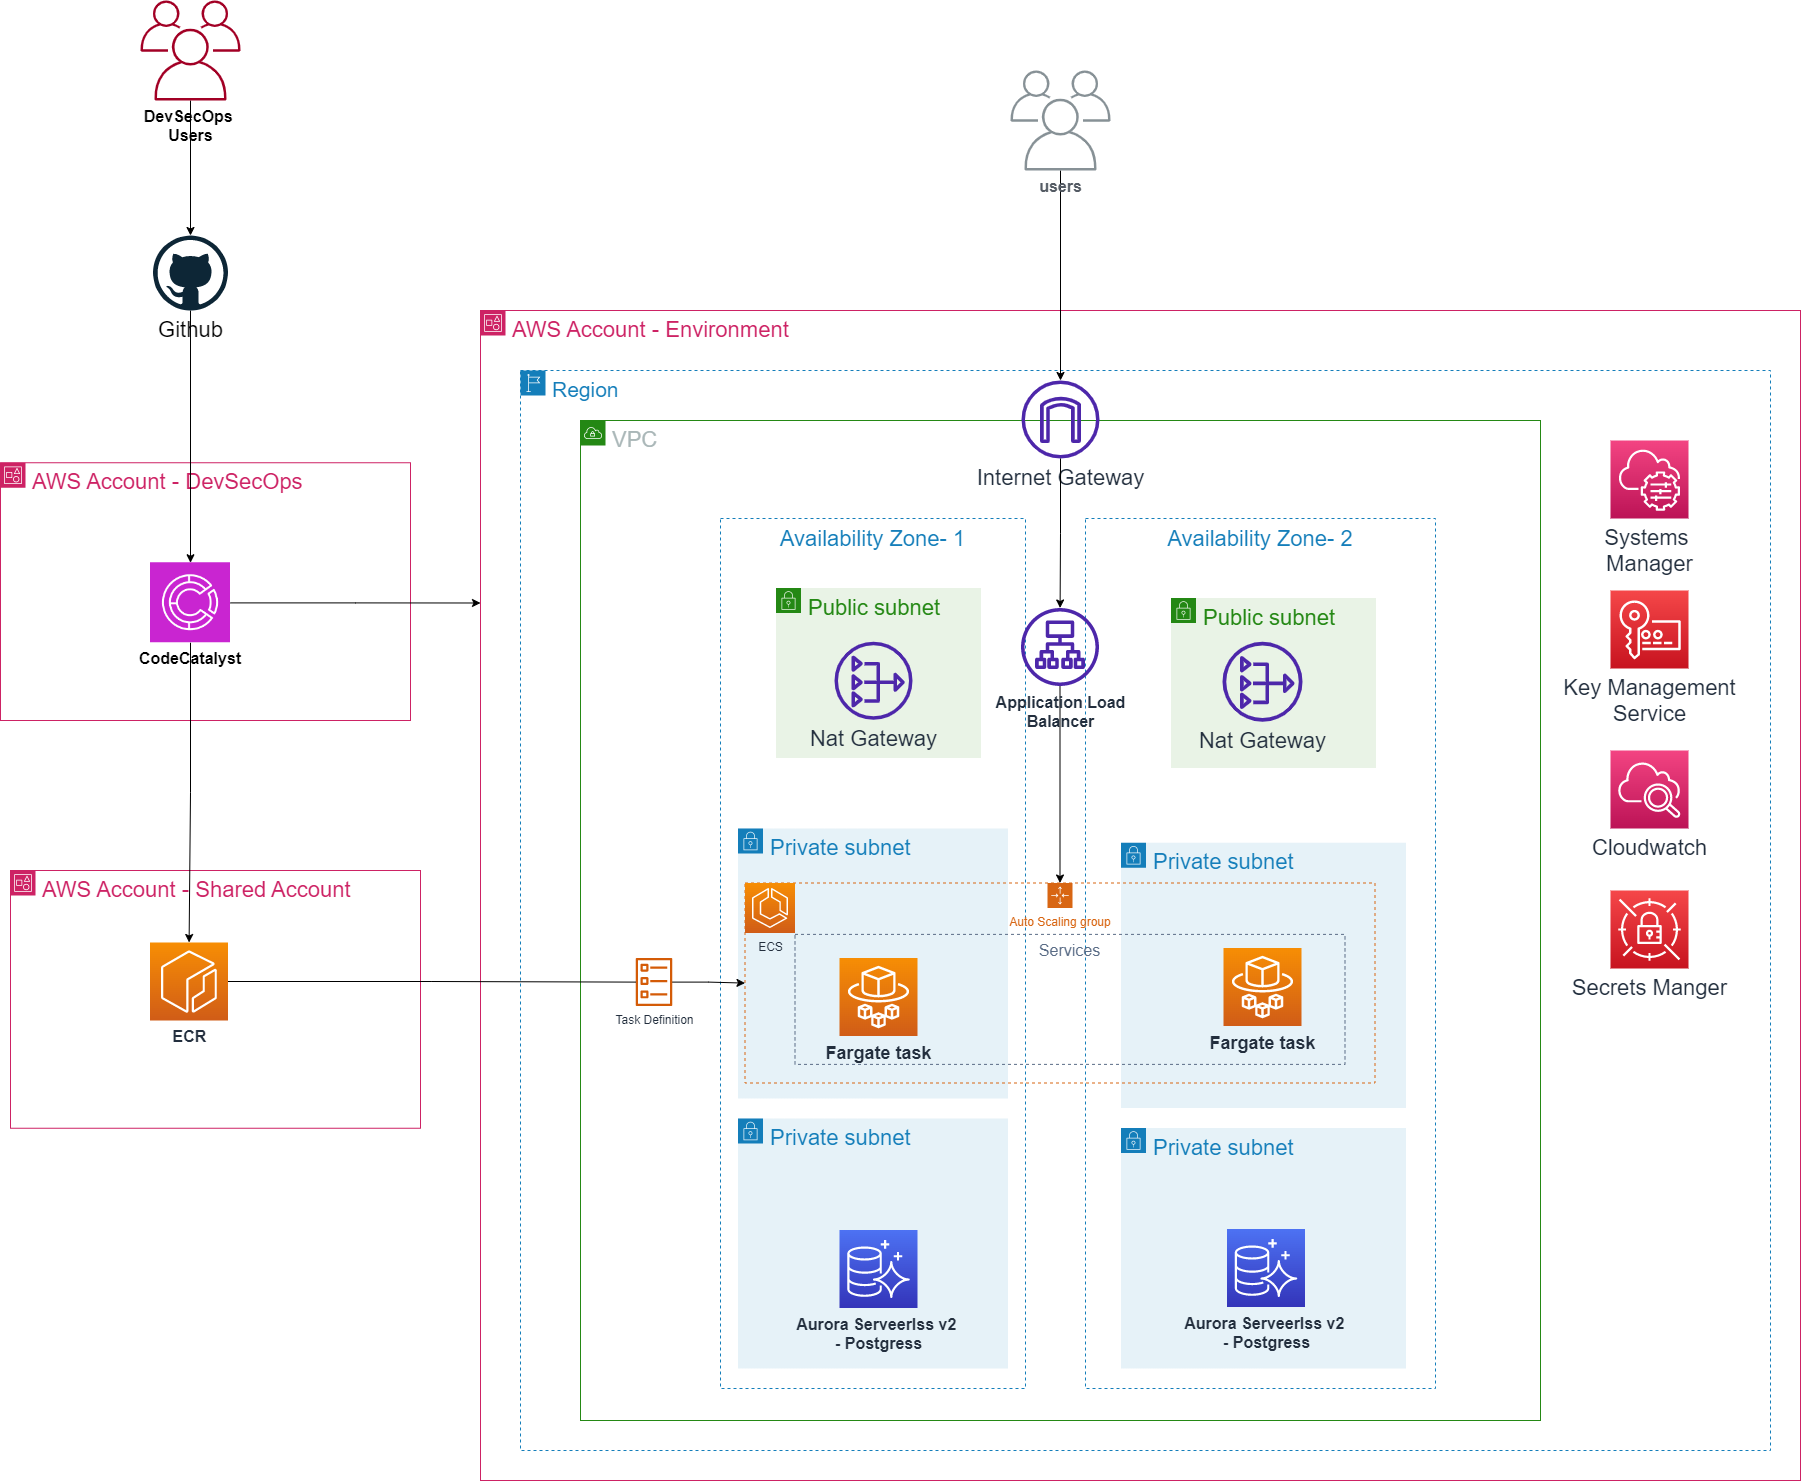 DevSecOps
Users
users
Github
AWS Account - Environment
Region
VPC
Internet Gateway
AWS Account - DevSecOps
CodeCatalyst
Availability Zone- 1
Availability Zone- 2
Public subnet
Nat Gateway
Public subnet
Nat Gateway
Application Load
Balancer
Systems
Manager
Key Management
Service
Cloudwatch
Secrets Manger
AWS Account - Shared Account
ECR
Task Definition
Private subnet
Private subnet
ECS
Auto Scaling group
Services
Fargate task
Fargate task
Private subnet
Private subnet
Aurora Serveerlss v2
- Postgress
Aurora Serveerlss v2
- Postgress